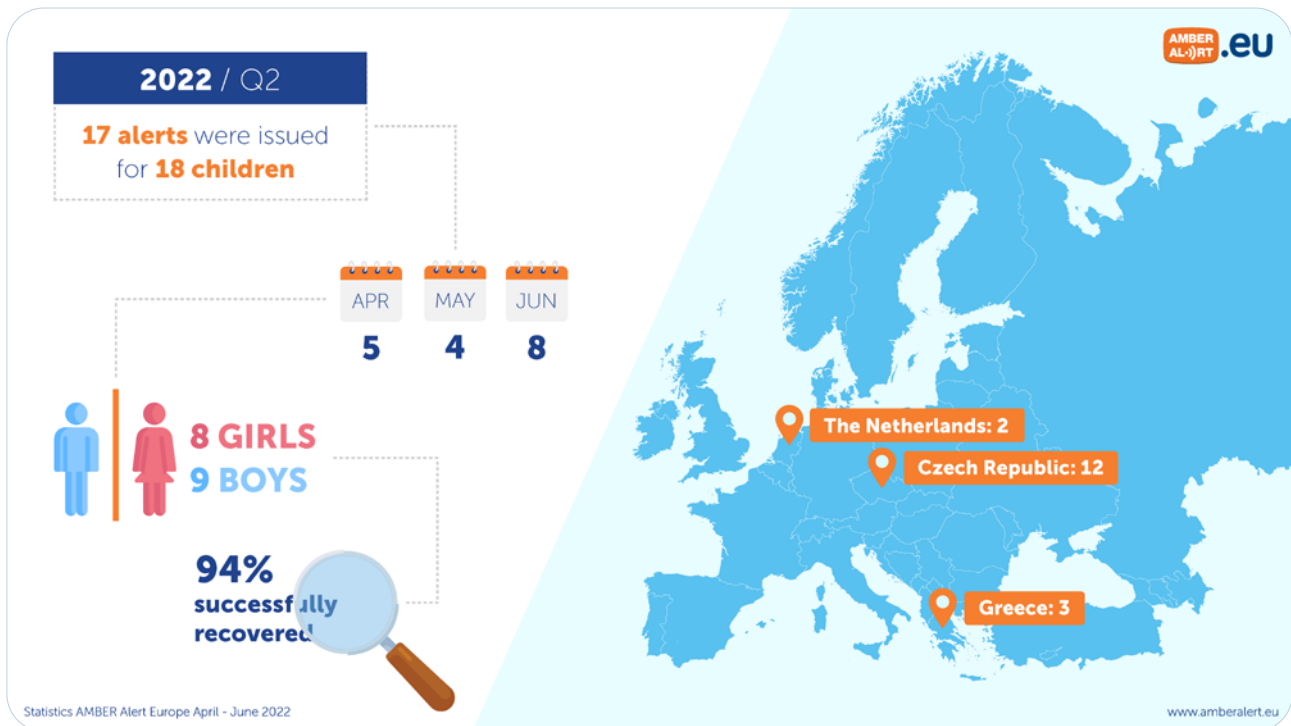 2022 / Q2
17 alerts were issued
for 18 children
APR
MAY
JUN
5
4
8
8 GIRLS
9 BOYS
94%
successfully
recovered
Statistics AMBER Alert Europe April - June 2022
AMBER
AL·))RT
.eu
The Netherlands: 2
Czech Republic: 12
Greece: 3
www.amberalert.eu